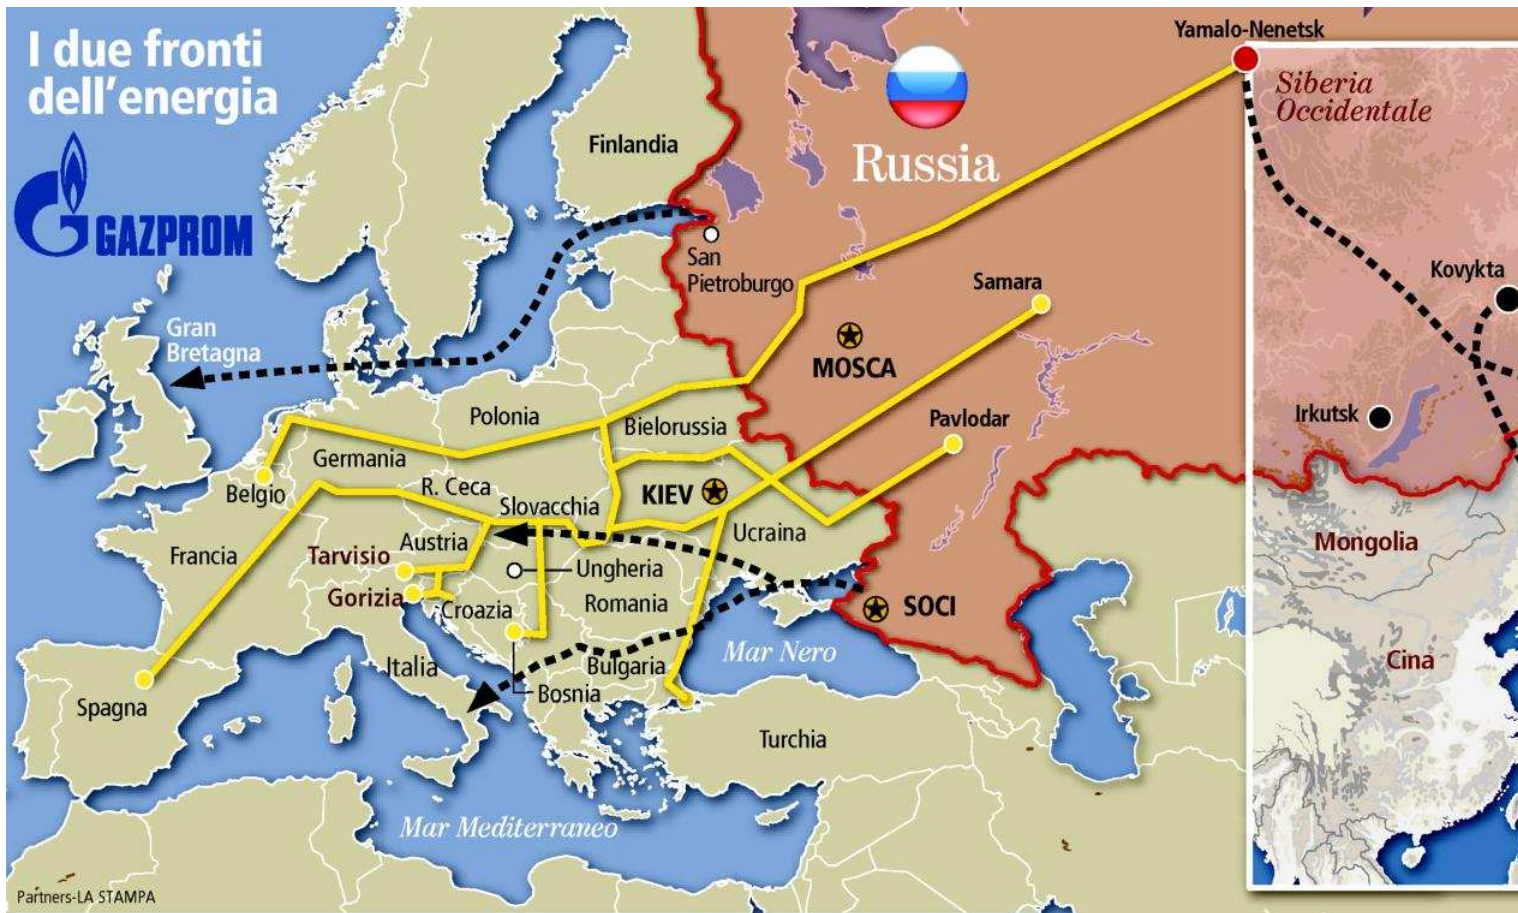 I due fronti
dell'energia
GAZPROM
Yamalo-Nenetsk
Siberia
Occidentale
Finlandia
Russia
San
Pietroburgo
Samara
Kovykta
Gran
Bretagna
MOSCA
Polonia
Bielorussia
Pavlodar
Irkutsk
Germania
R. Ceca
Belgio
Slovacchia
KIEV
Ucraina
Francia
Austria
Tarvisio
Ungheria
Mongolia
Gorizia
Croazia
Romania
SOCI
Mar Nero
Italia
Bulgaria
Cina
Spagna
Bosnia
Turchia
Mar Mediterraneo
Partners-LA STAMPA